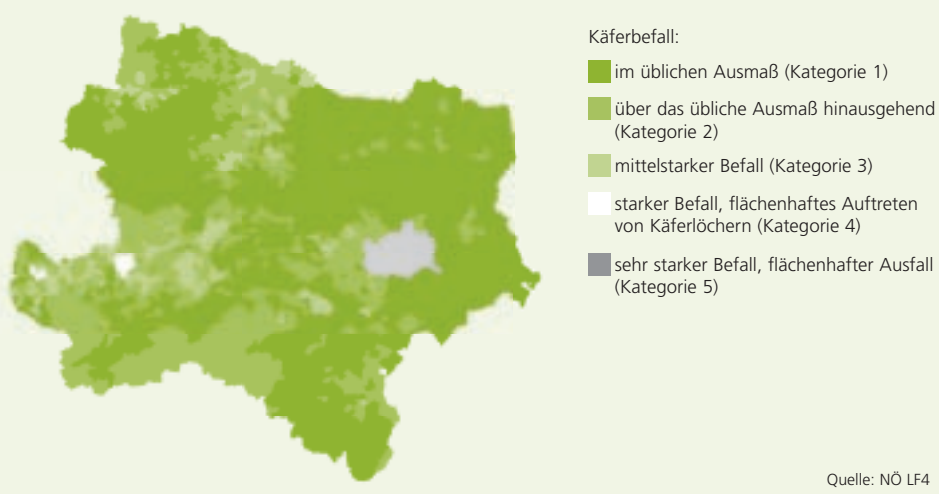 Käferbefall:
im üblichen Ausmaß (Kategorie 1)
über das übliche Ausmaß hinausgehend
(Kategorie 2)
mittelstarker Befall (Kategorie 3)
starker Befall, flächenhaftes Auftreten
von Käferlöchern (Kategorie 4)
sehr starker Befall, flächenhafter Ausfall
(Kategorie 5)
Quelle: NÖ LF4